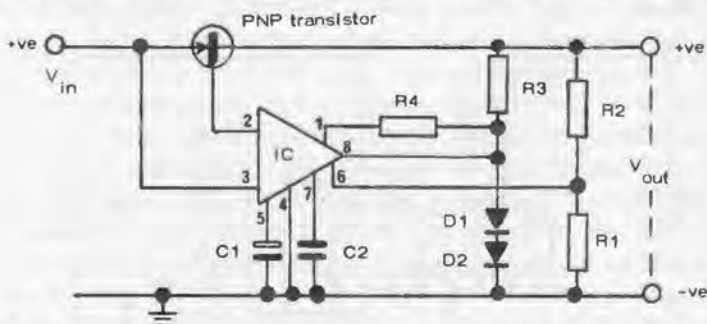 PNP transistor
+ve
+ve
V in
R3
R4
R2
2
1
IC
8
3
6
V out
4
7
5
D1
R1
C1
C2
D2
-ve